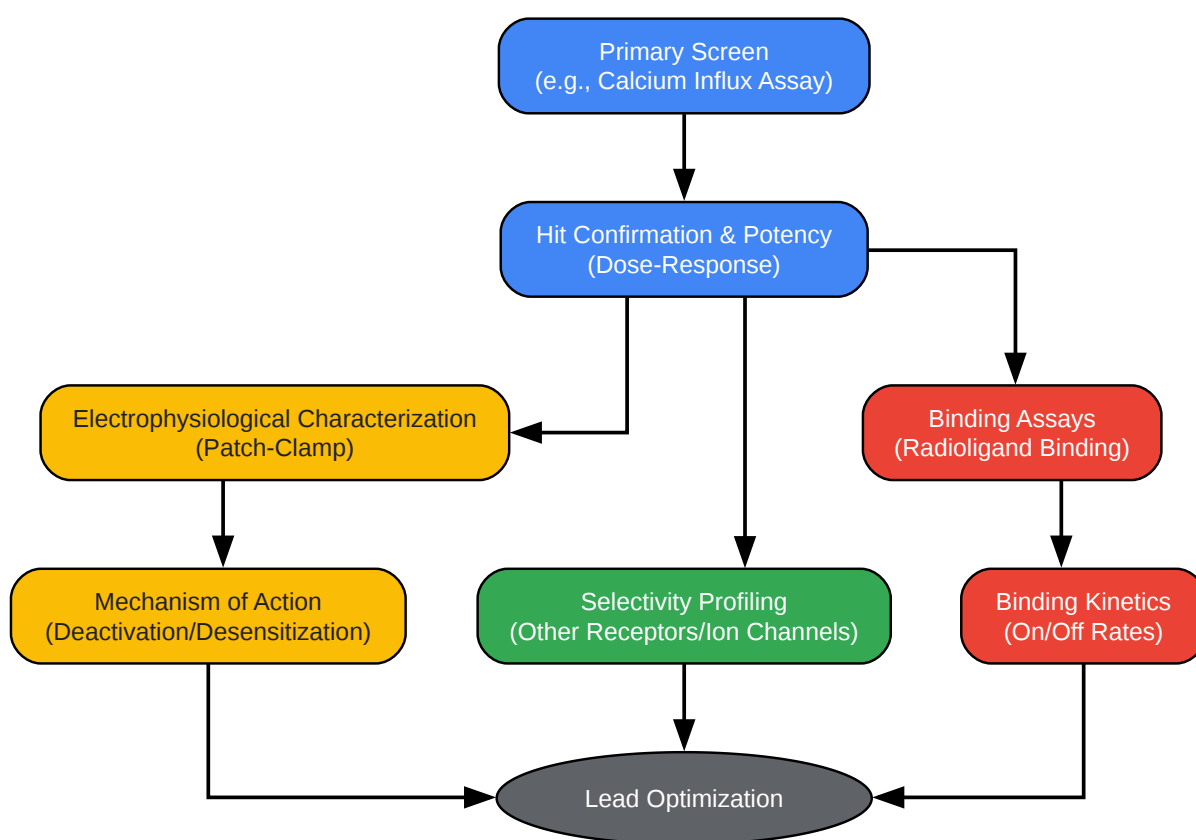 Primary Screen
(e.g., Calcium Influx Assay)
Hit Confirmation & Potency
(Dose-Response)
Electrophysiological Characterization
(Patch-Clamp)
Binding Assays
(Radioligand Binding)
Mechanism of Action
(Deactivation/Desensitization)
Selectivity Profiling
(Other Receptors/Ion Channels)
Binding Kinetics
(On/Off Rates)
Lead Optimization